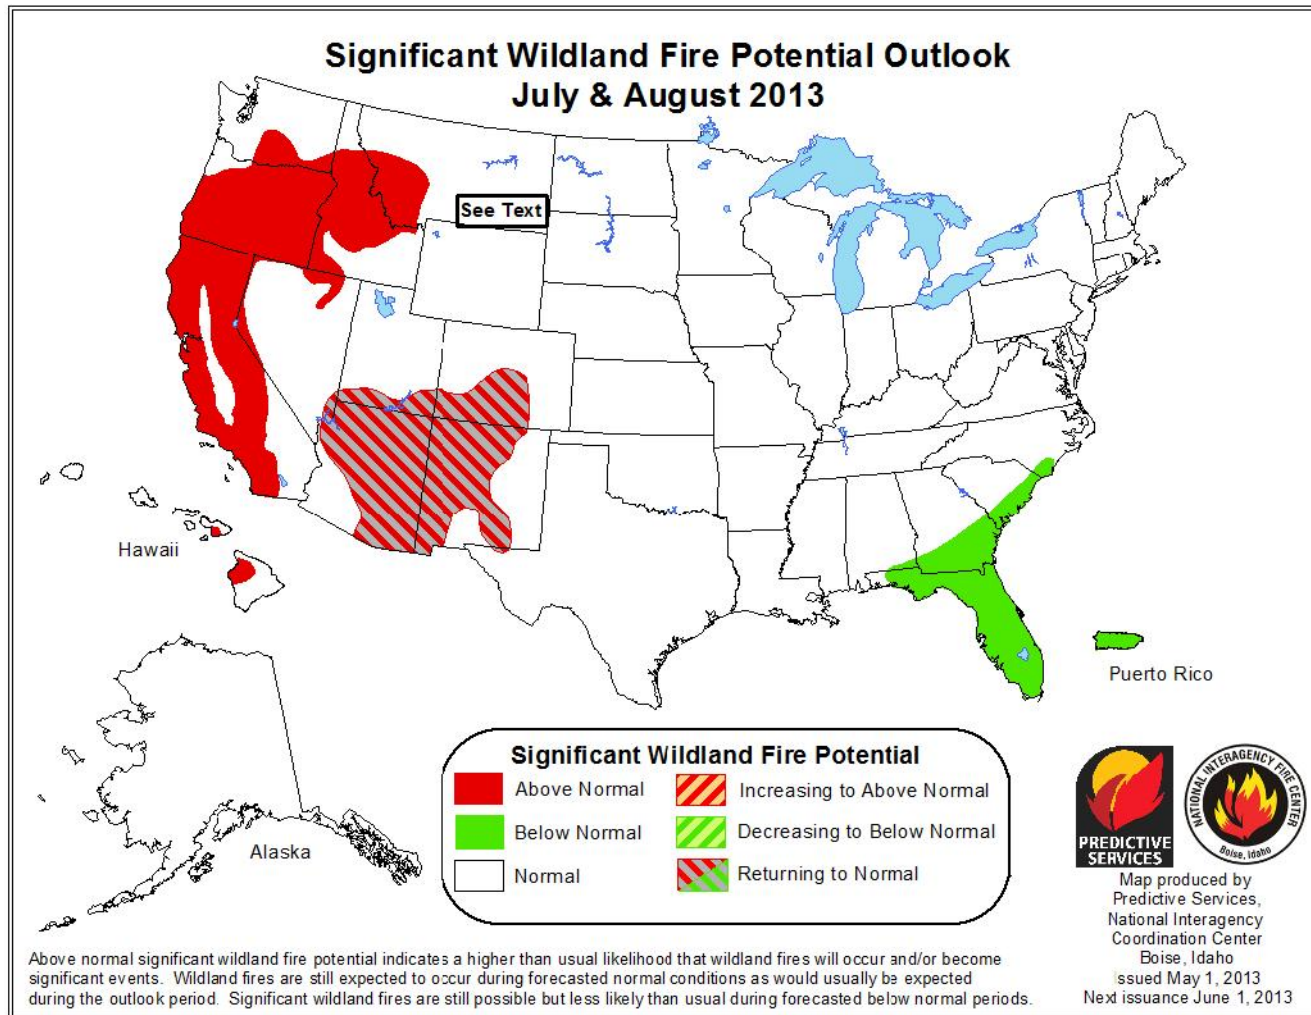 Significant Wildland Fire Potential Outlook
July & August 2013
See Text
Hawaii
Puerto Rico
Alaska
Significant Wildland Fire Potential
Above Normal
Increasing to Above Normal
Below Normal
Decreasing to Below Normal
Normal
Returning to Normal
PREDICTIVE
SERVICES
NATIONAL INTERAGENCY FIRE CENTER
Boise, Idaho
Map produced by
Predictive Services,
National Interagency
Coordination Center
Boise, Idaho
Issued May 1, 2013
Next issuance June 1, 2013
Above normal significant wildland fire potential indicates a higher than usual likelihood that wildland fires will occur and/or become
significant events. Wildland fires are still expected to occur during forecasted normal conditions as would usually be expected
during the outlook period. Significant wildland fires are still possible but less likely than usual during forecasted below normal periods.